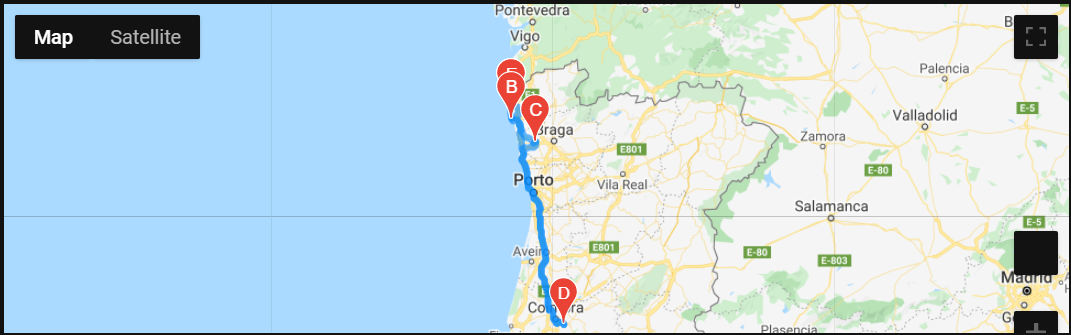 Pontevedra
Map Satellite
Vigo
Palencia
E
B
C
Braga
E-5
Valladolid
Zamora
E801
E-80
Porto
Vila Real
Salamanca
E-5
Aveiro
E801
E-80
E-803
D
Madrid
Coimbra
Plasencia